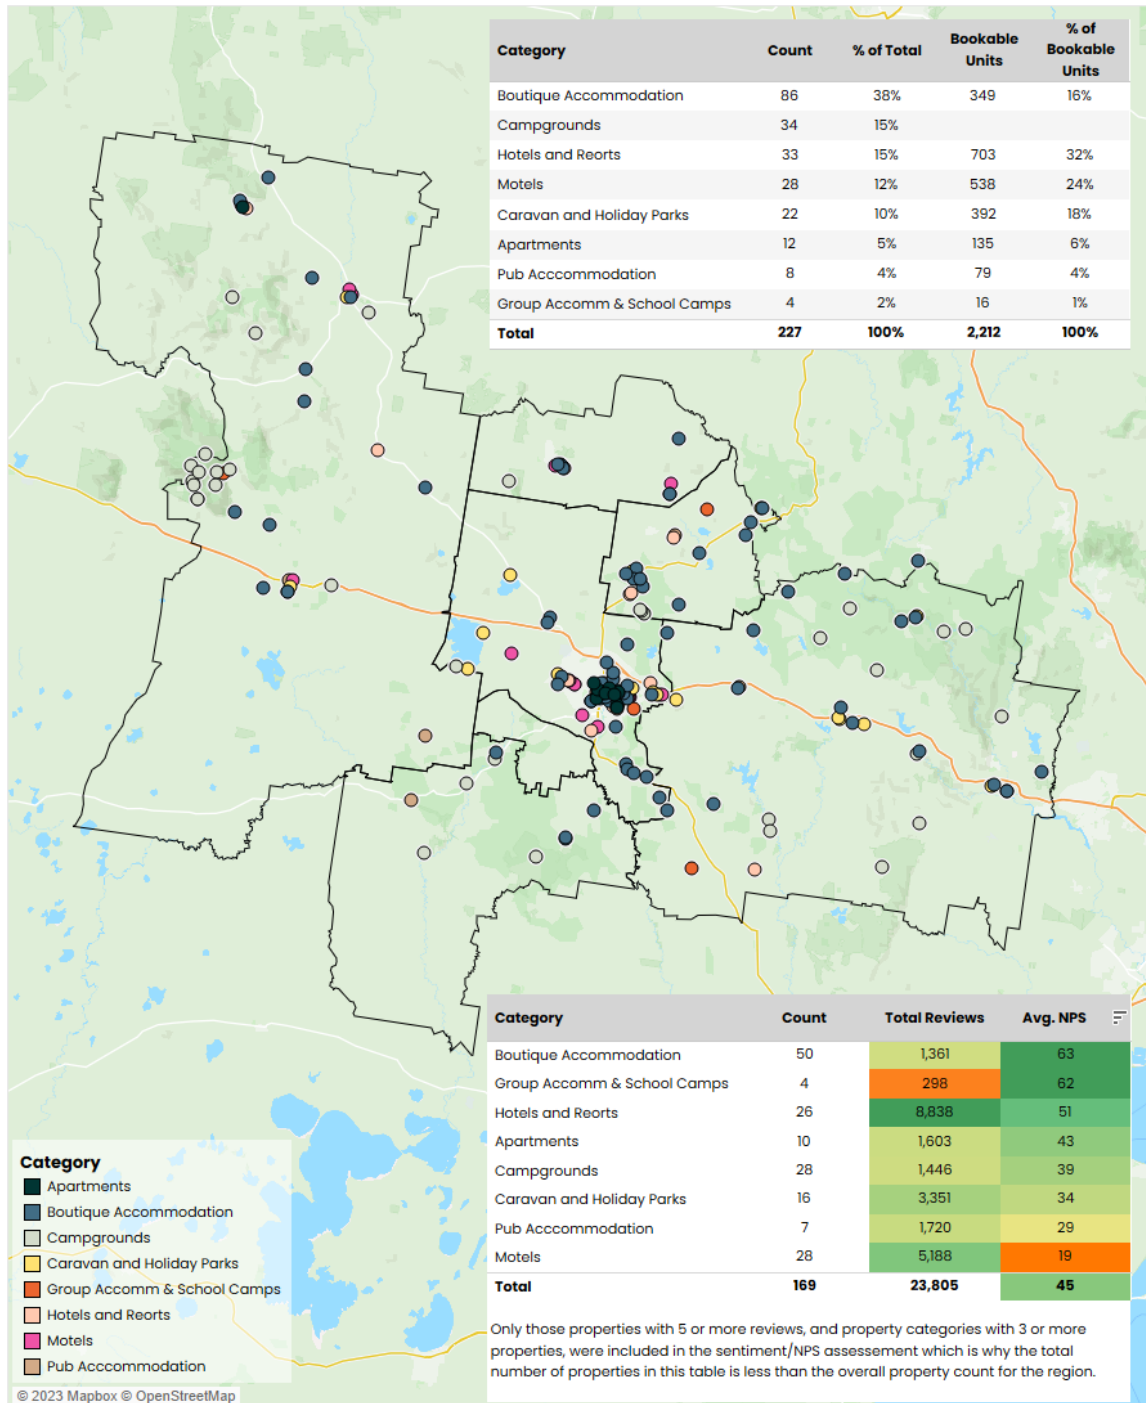 Category Count % of Total Bookable Units % of Bookable Units
Boutique Accommodation 86 38% 349 16%
Campgrounds 34 15%
Hotels and Reorts 33 15% 703 32%
Motels 28 12% 538 24%
Caravan and Holiday Parks 22 10% 392 18%
Apartments 12 5% 135 6%
Pub Acccommodation 8 4% 79 4%
Group Accomm & School Camps 4 2% 16 1%
Total 227 100% 2,212 100%
Category Count Total Reviews Avg. NPS
Boutique Accommodation 50 1,361 63
Group Accomm & School Camps 4 298 62
Hotels and Reorts 26 8,838 51
Apartments 10 1,603 43
Campgrounds 28 1,446 39
Caravan and Holiday Parks 16 3,351 34
Pub Acccommodation 7 1,720 29
Motels 28 5,188 19
Total 169 23,805 45
Only those properties with 5 or more reviews, and property categories with 3 or more
properties, were included in the sentiment/NPS assessement which is why the total
number of properties in this table is less than the overall property count for the region.
Category
Apartments
Boutique Accommodation
Campgrounds
Caravan and Holiday Parks
Group Accomm & School Camps
Hotels and Reorts
Motels
Pub Acccommodation
© 2023 Mapbox © OpenStreetMap